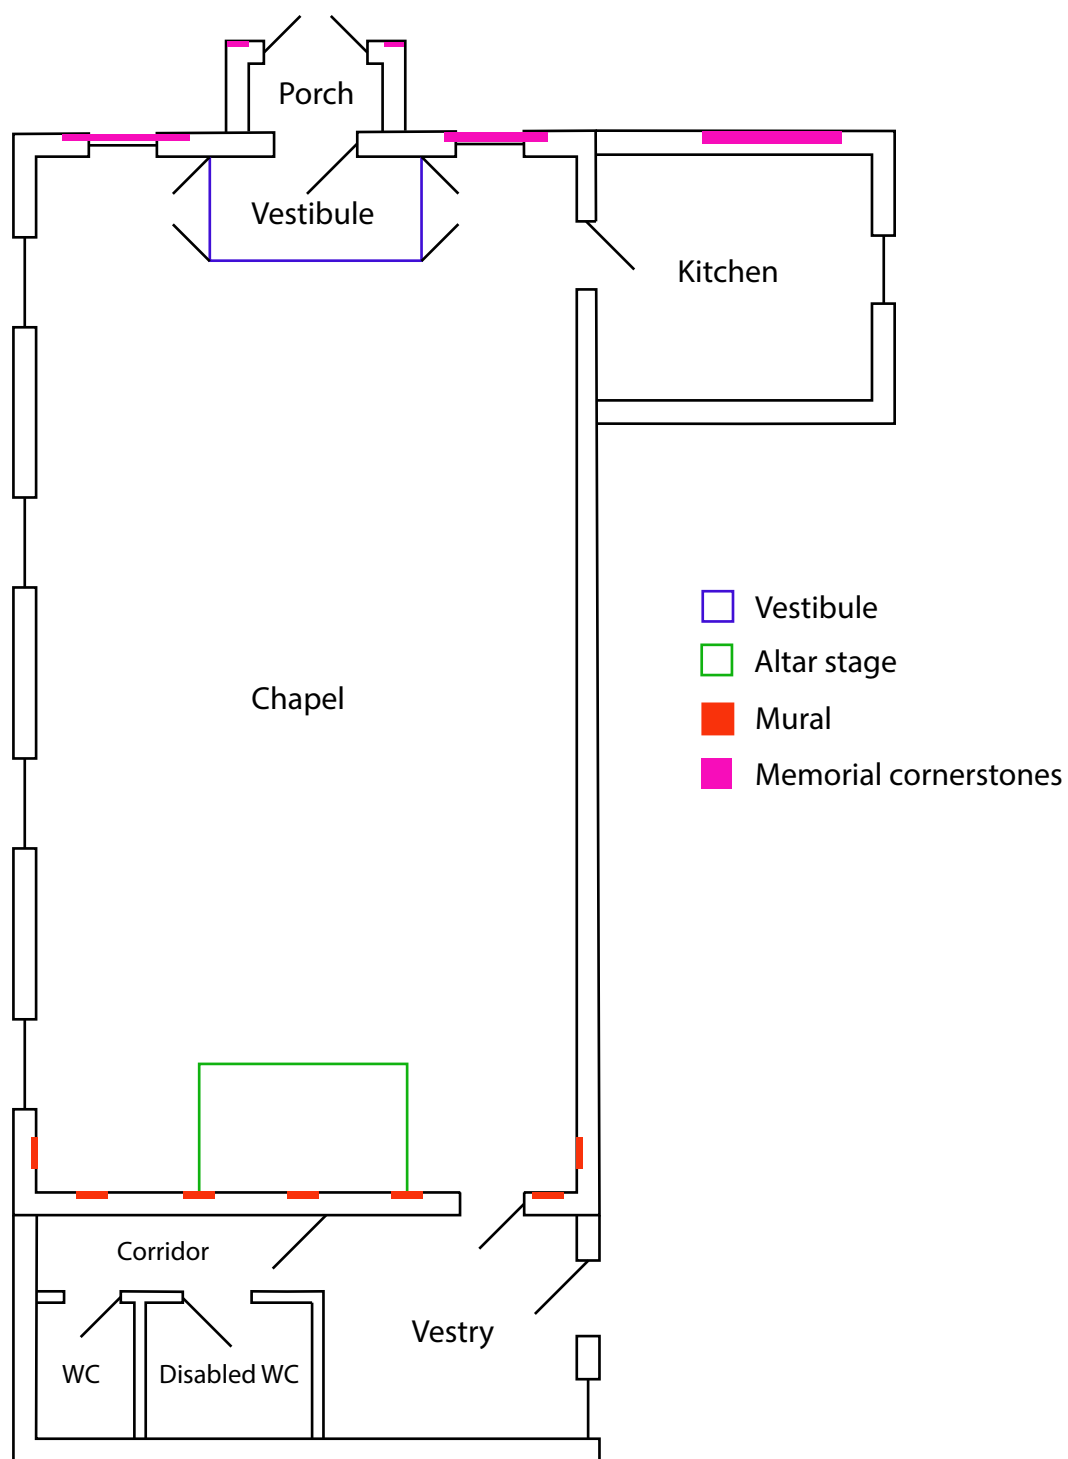 Porch
Vestibule
Kitchen
Vestibule
Altar stage
Chapel
Mural
Memorial cornerstones
Corridor
Vestry
WC
Disabled WC